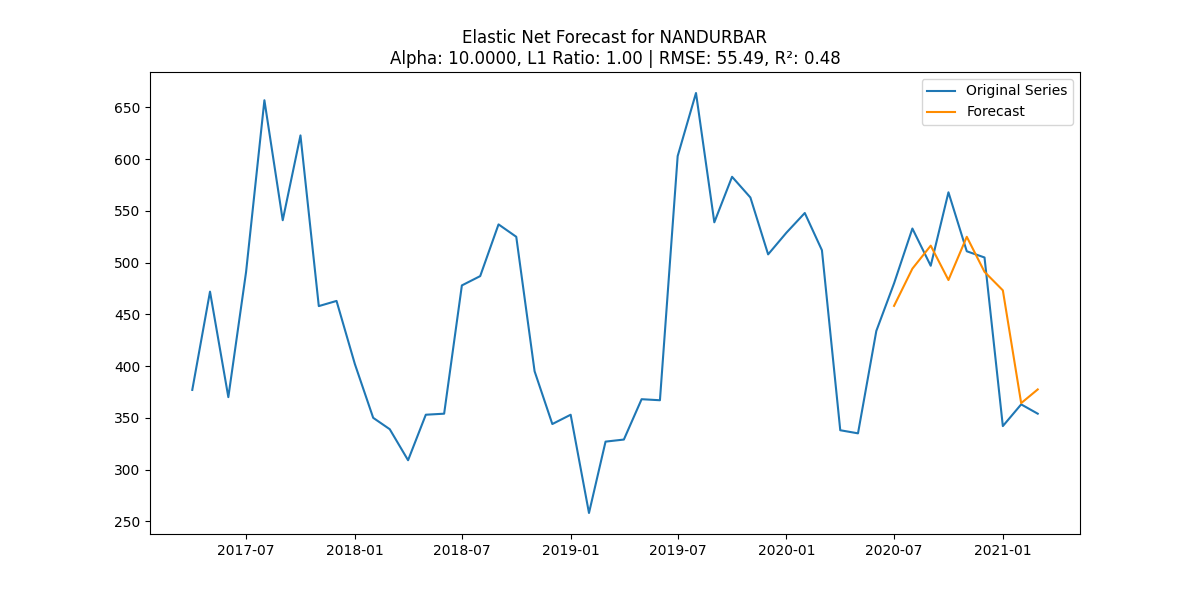 Elastic Net Forecast for NANDURBAR
Alpha: 10.0000, L1 Ratio: 1.00 | RMSE: 55.49, R²: 0.48
Original Series
Forecast
650
600
550
500
450
400
350
300
250
2017-07 2018-01 2018-07 2019-01 2019-07 2020-01 2020-07 2021-01